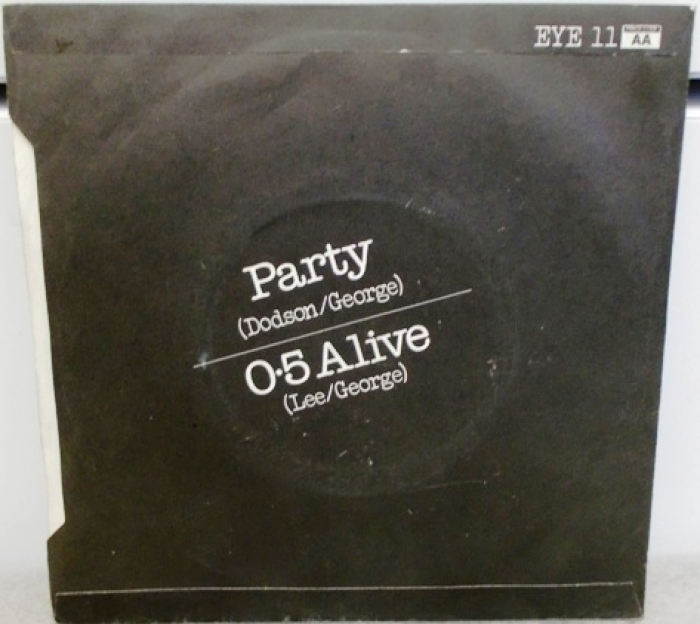 EYE 11 AA
Party
(Dodson/George)
0·5 Alive
(Lee/George)